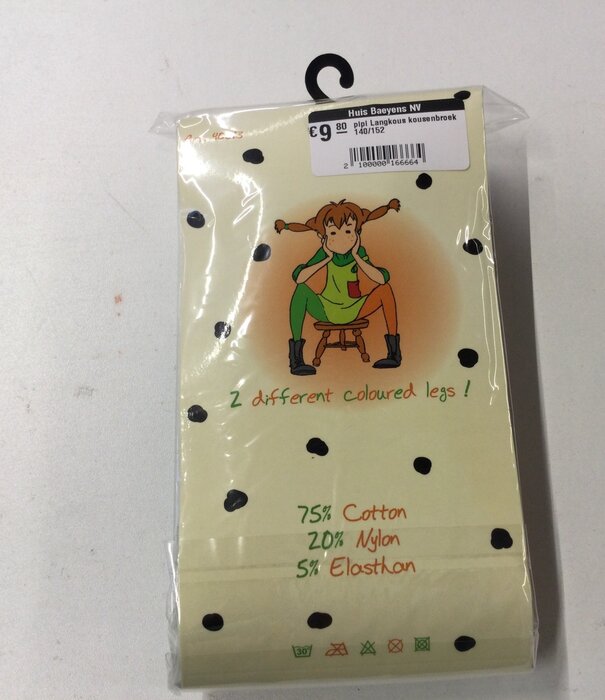 Huis Baeyens NV
€9 80 pipi Langkous kousenbroek
140/152
2 100000 166664
2 different coloured legs !
75% Cotton
20% Nylon
5% Elasthan
30°